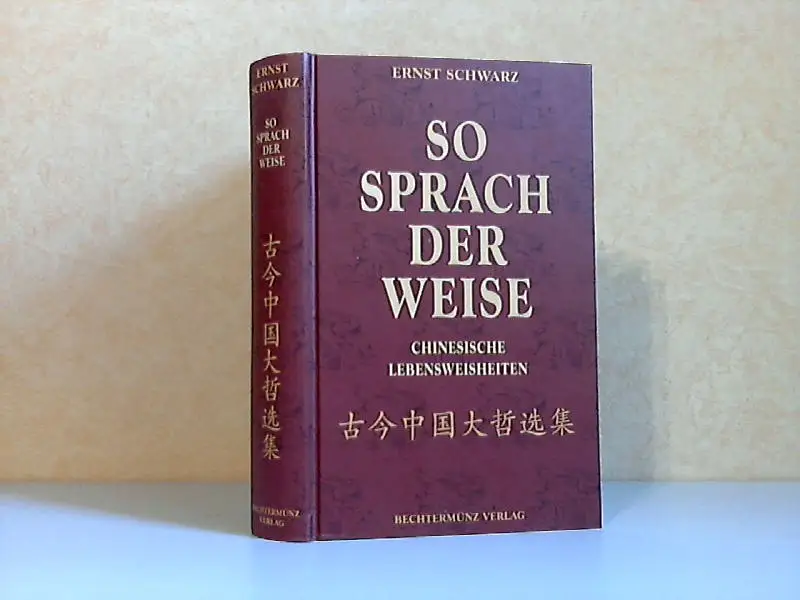 ERNST
SCHWARZ
SO
SPRACH
DER
WEISE
古今中国大哲选集
BECHTERMÜNZ
VERLAG
ERNST SCHWARZ
SO
SPRACH
DER
WEISE
CHINESISCHE
LEBENSWEISHEITEN
古今中国大哲选集
BECHTERMÜNZ VERLAG